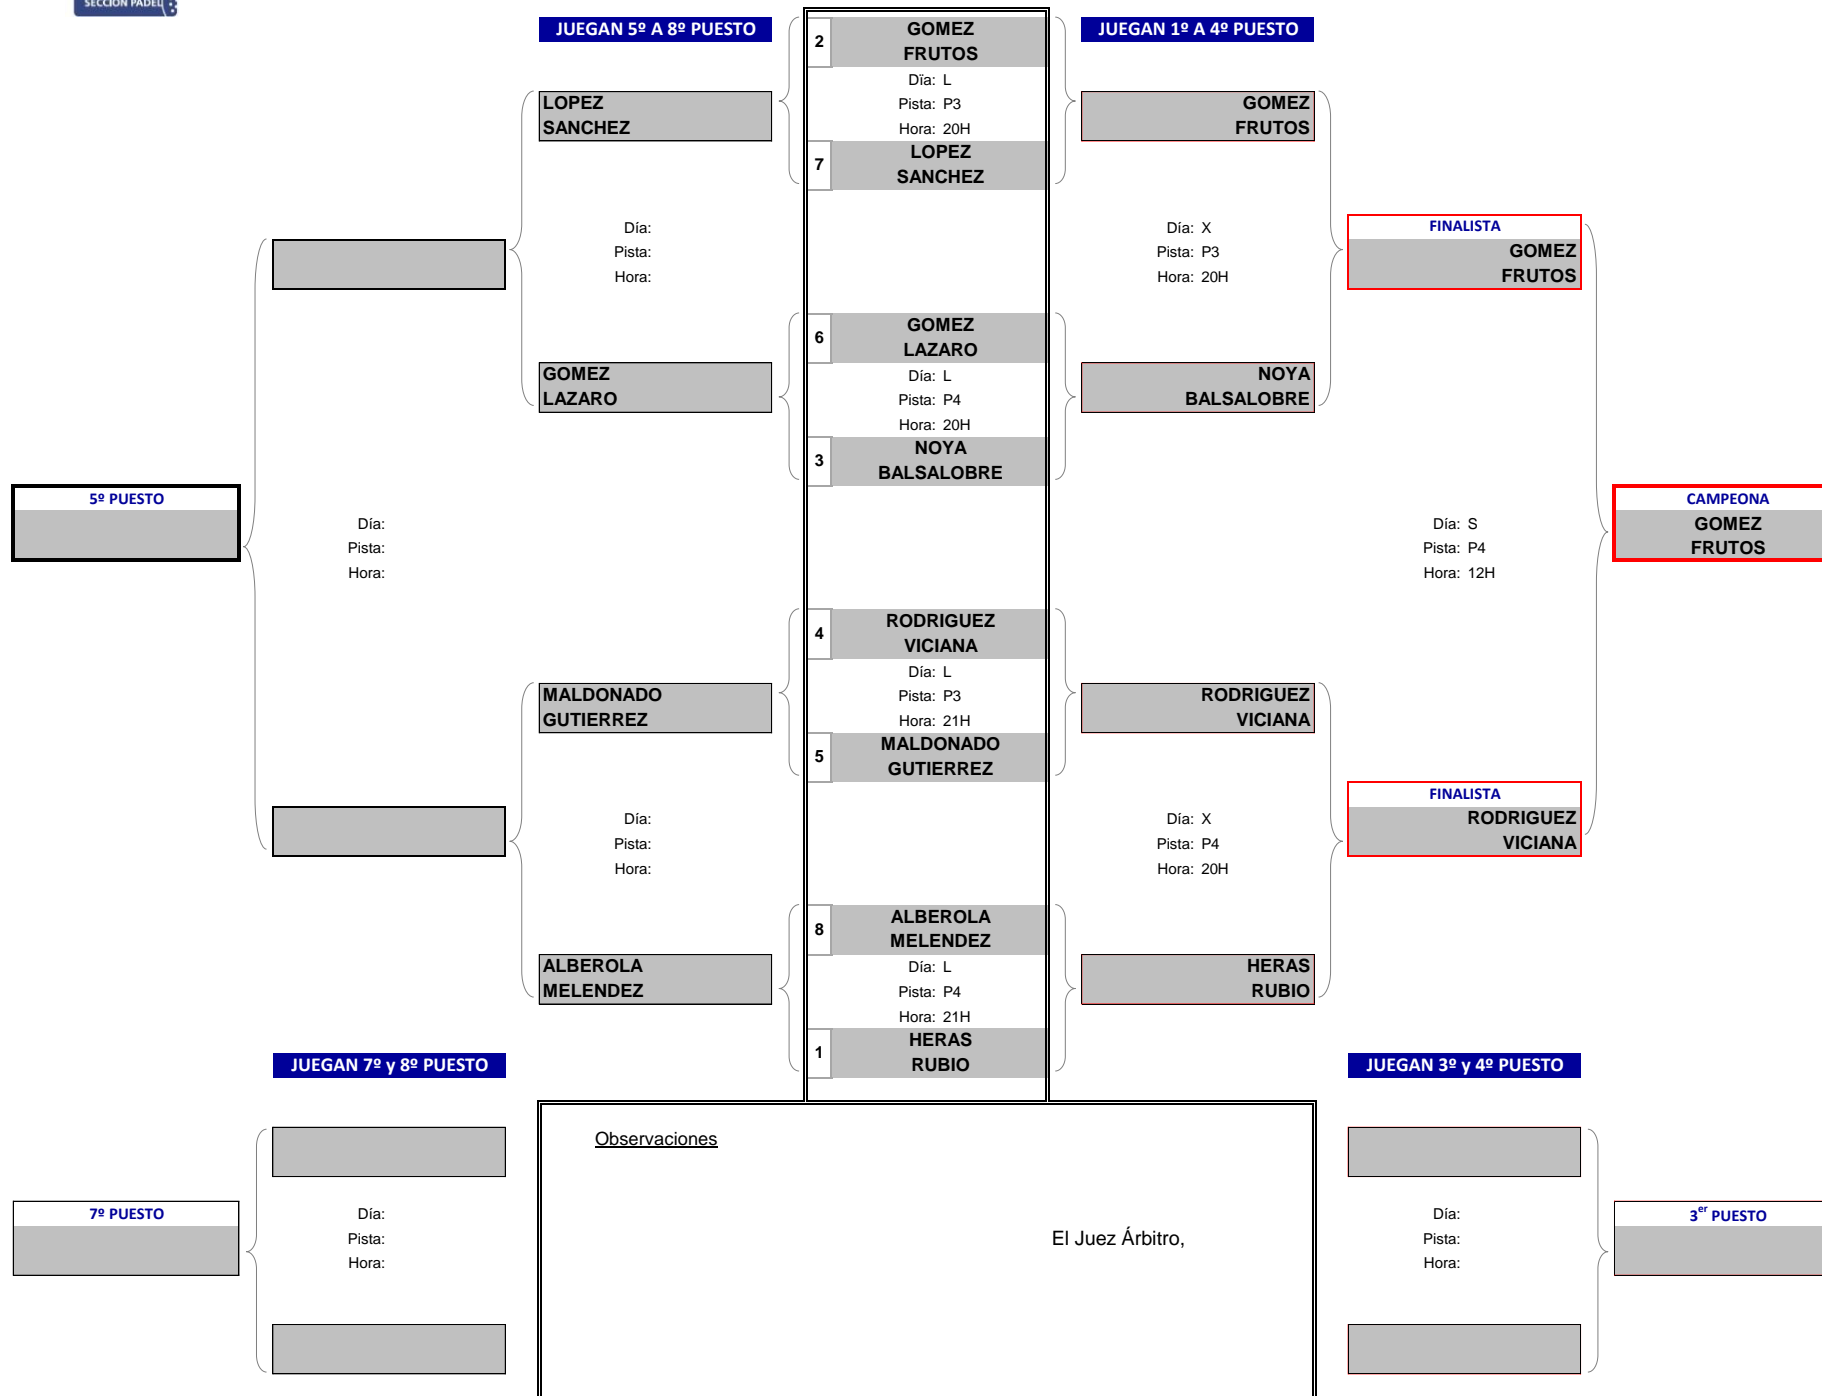 SECCIÓN PADEL
JUEGAN 5º A 8º PUESTO
JUEGAN 1º A 4º PUESTO
2
GOMEZ
FRUTOS
Dïa: L
Pista: P3
Hora: 20H
7
LOPEZ
SANCHEZ
LOPEZ
SANCHEZ
GOMEZ
FRUTOS
Día:
Pista:
Hora:
Día: X
Pista: P3
Hora: 20H
FINALISTA
GOMEZ
FRUTOS
6
GOMEZ
LAZARO
Día: L
Pista: P4
Hora: 20H
3
NOYA
BALSALOBRE
GOMEZ
LAZARO
NOYA
BALSALOBRE
5º PUESTO
Día:
Pista:
Hora:
Día: S
Pista: P4
Hora: 12H
CAMPEONA
GOMEZ
FRUTOS
4
RODRIGUEZ
VICIANA
Día: L
Pista: P3
Hora: 21H
5
MALDONADO
GUTIERREZ
MALDONADO
GUTIERREZ
RODRIGUEZ
VICIANA
Día:
Pista:
Hora:
Día: X
Pista: P4
Hora: 20H
FINALISTA
RODRIGUEZ
VICIANA
8
ALBEROLA
MELENDEZ
Día: L
Pista: P4
Hora: 21H
1
HERAS
RUBIO
ALBEROLA
MELENDEZ
HERAS
RUBIO
JUEGAN 7º y 8º PUESTO
JUEGAN 3º y 4º PUESTO
Observaciones
7º PUESTO
Día:
Pista:
Hora:
El Juez Árbitro,
Día:
Pista:
Hora:
3er PUESTO